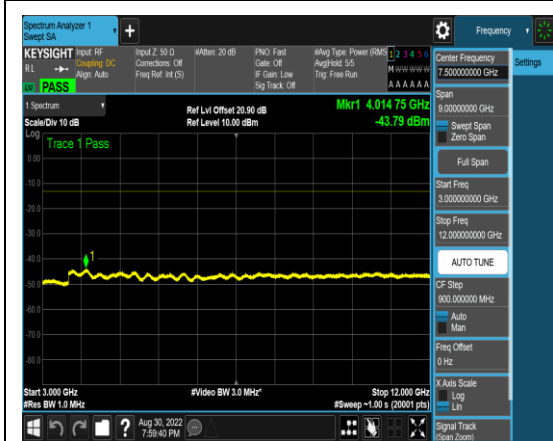 Spectrum Analyzer 1
Swept SA
+
Frequency
KEYSIGHT
RL
PASS
Input: RF
Coupling: DC
Align: Auto
Input Z: 50 Ω
Corrections: Off
Freq Ref: Int (S)
#Atten: 20 dB
PNO: Fast
Gate: Off
IF Gain: Low
Sig Track: Off
#Avg Type: Power (RMS)
Avg|Hold: 5/5
Trig: Free Run
1 2 3 4 5 6
M W W W W W
A A A A A A
Center Frequency
7.500000000 GHz
Settings
Span
9.00000000 GHz
Swept Span
Zero Span
Full Span
Start Freq
3.000000000 GHz
Stop Freq
12.000000000 GHz
AUTO TUNE
CF Step
900.000000 MHz
Auto
Man
Freq Offset
0 Hz
X Axis Scale
Log
Lin
Signal Track
(Span Zoom)
1 Spectrum
Scale/Div 10 dB
Ref Lvl Offset 20.90 dB
Ref Level 10.00 dBm
Mkr1 4.014 75 GHz
-43.79 dBm
Log
Trace 1 Pass
0.00
-10.0
-20.0
-30.0
-40.0
-50.0
-60.0
-70.0
-80.0
1
Start 3.000 GHz
#Res BW 1.0 MHz
#Video BW 3.0 MHz*
Stop 12.000 GHz
#Sweep ~1.00 s (20001 pts)
?
Aug 30, 2022
7:59:40 PM